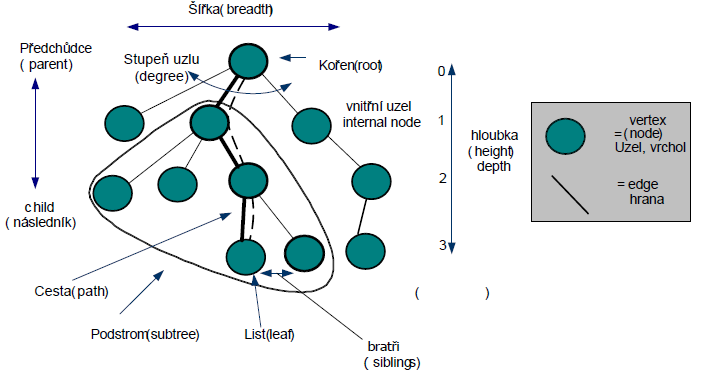 Šířka( breadth)
Předchůdce
( parent)
Stupeň uzlu
(degree)
Kořen(root)
vnitřní uzel
internal node
0
1
2
3
hloubka
(height)
depth
vertex
=(node)
Uzel, vrchol
= edge
hrana
child
( následník)
Cesta( path)
Podstrom(subtree)
List(leaf)
bratři
( siblings)
( )